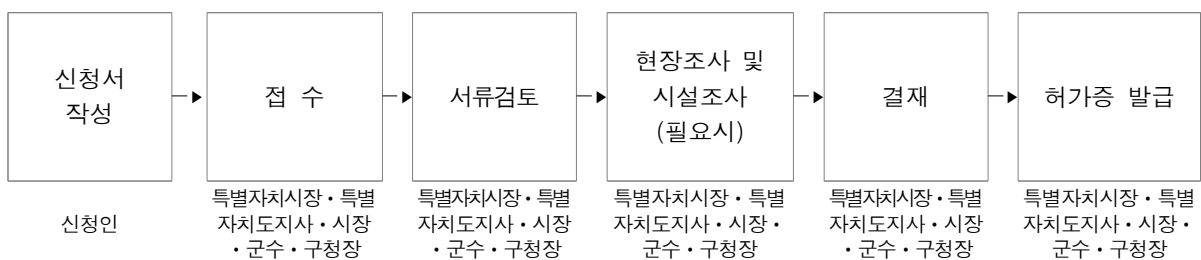 신청서
작성
접 수
서류검토
현장조사 및
시설조사
(필요시)
결재
허가증 발급
신청인
특별자치시장・특별
자치도지사・시장
・군수・구청장
특별자치시장・특별
자치도지사・시장
・군수・구청장
특별자치시장・특별
자치도지사・시장・
군수・구청장
특별자치시장・특별
자치도지사・시장
・군수・구청장
특별자치시장・특별
자치도지사・시장・
군수・구청장